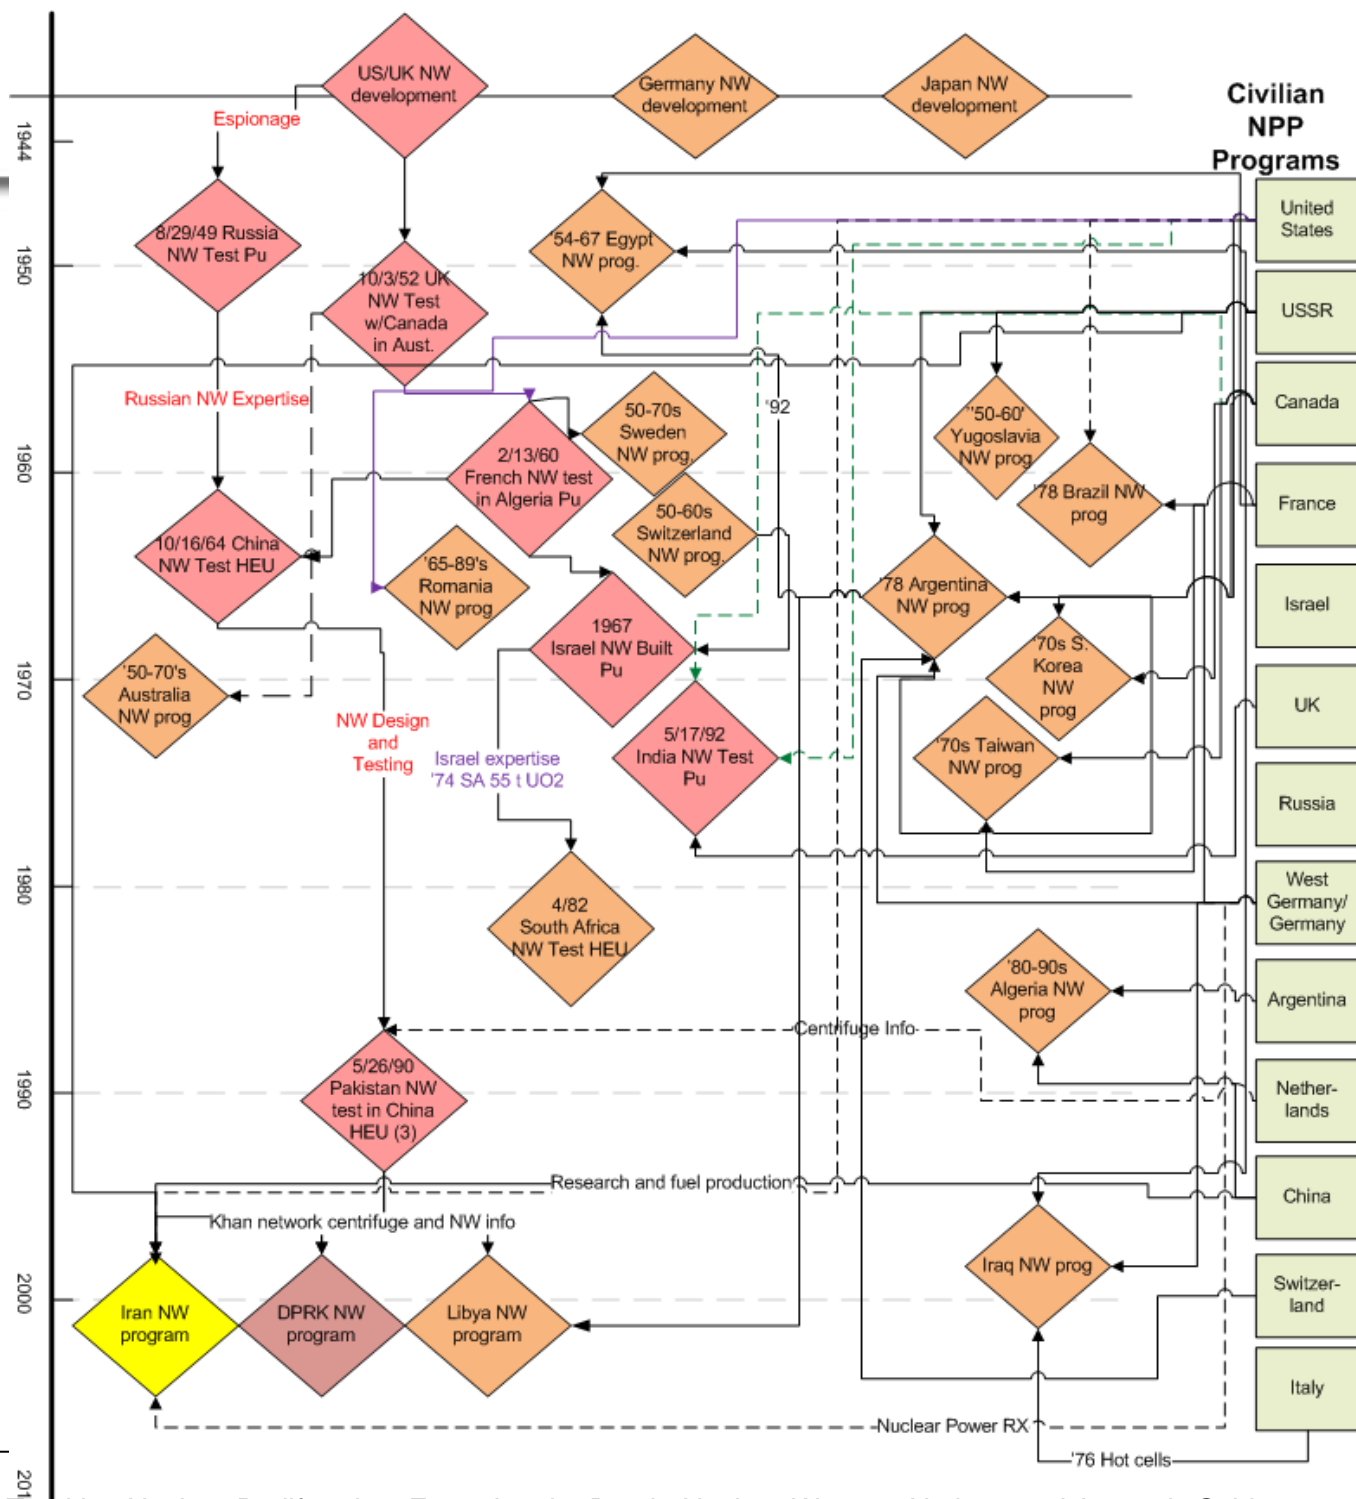 US/UK NW
development
Germany NW
development
Japan NW
development
Civilian
NPP
Programs
Espionage
1944
8/29/49 Russia
NW Test Pu
'54-67 Egypt
NW prog.
United
States
1950
10/3/52 UK
NW Test
w/Canada
in Aust.
USSR
Russian NW Expertise
50-70s
Sweden
NW prog.
'92
"50-60'
Yugoslavia
NW prog
Canada
1960
2/13/60
French NW test
in Algeria Pu
50-60s
Switzerland
NW prog.
'78 Brazil NW
prog
France
10/16/64 China
NW Test HEU
'65-89's
Romania
NW prog
'78 Argentina
NW prog
Israel
1967
Israel NW Built
Pu
'70s S.
Korea
NW
prog
1970
'50-70's
Australia
NW prog
UK
NW Design
and
Testing
Israel expertise
'74 SA 55 t UO2
5/17/92
India NW Test
Pu
'70s Taiwan
NW prog
Russia
1980
4/82
South Africa
NW Test HEU
West
Germany/
Germany
'80-90s
Algeria NW
prog
Argentina
Centrifuge Info
1990
5/26/90
Pakistan NW
test in China
HEU (3)
Nether-
lands
Research and fuel production
China
Khan network centrifuge and NW info
Iraq NW prog
2000
Iran NW
program
DPRK NW
program
Libya NW
program
Switzer-
land
Italy
Nuclear Power RX
'76 Hot cells
201